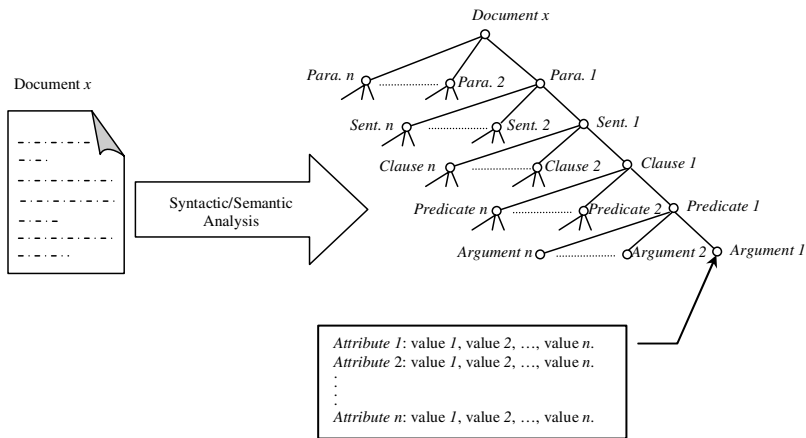 Document x
Para. n
Para. 2
Para. 1
Document x
Sent. n
Sent. 2
Sent. 1
Clause n
Clause 2
Clause 1
Syntactic/Semantic
Analysis
Predicate n
Predicate 2
Predicate 1
Argument n
Argument 2
Argument 1
Attribute 1: value 1, value 2, …, value n.
Attribute 2: value 1, value 2, …, value n.
.
.
.
.
Attribute n: value 1, value 2, …, value n.